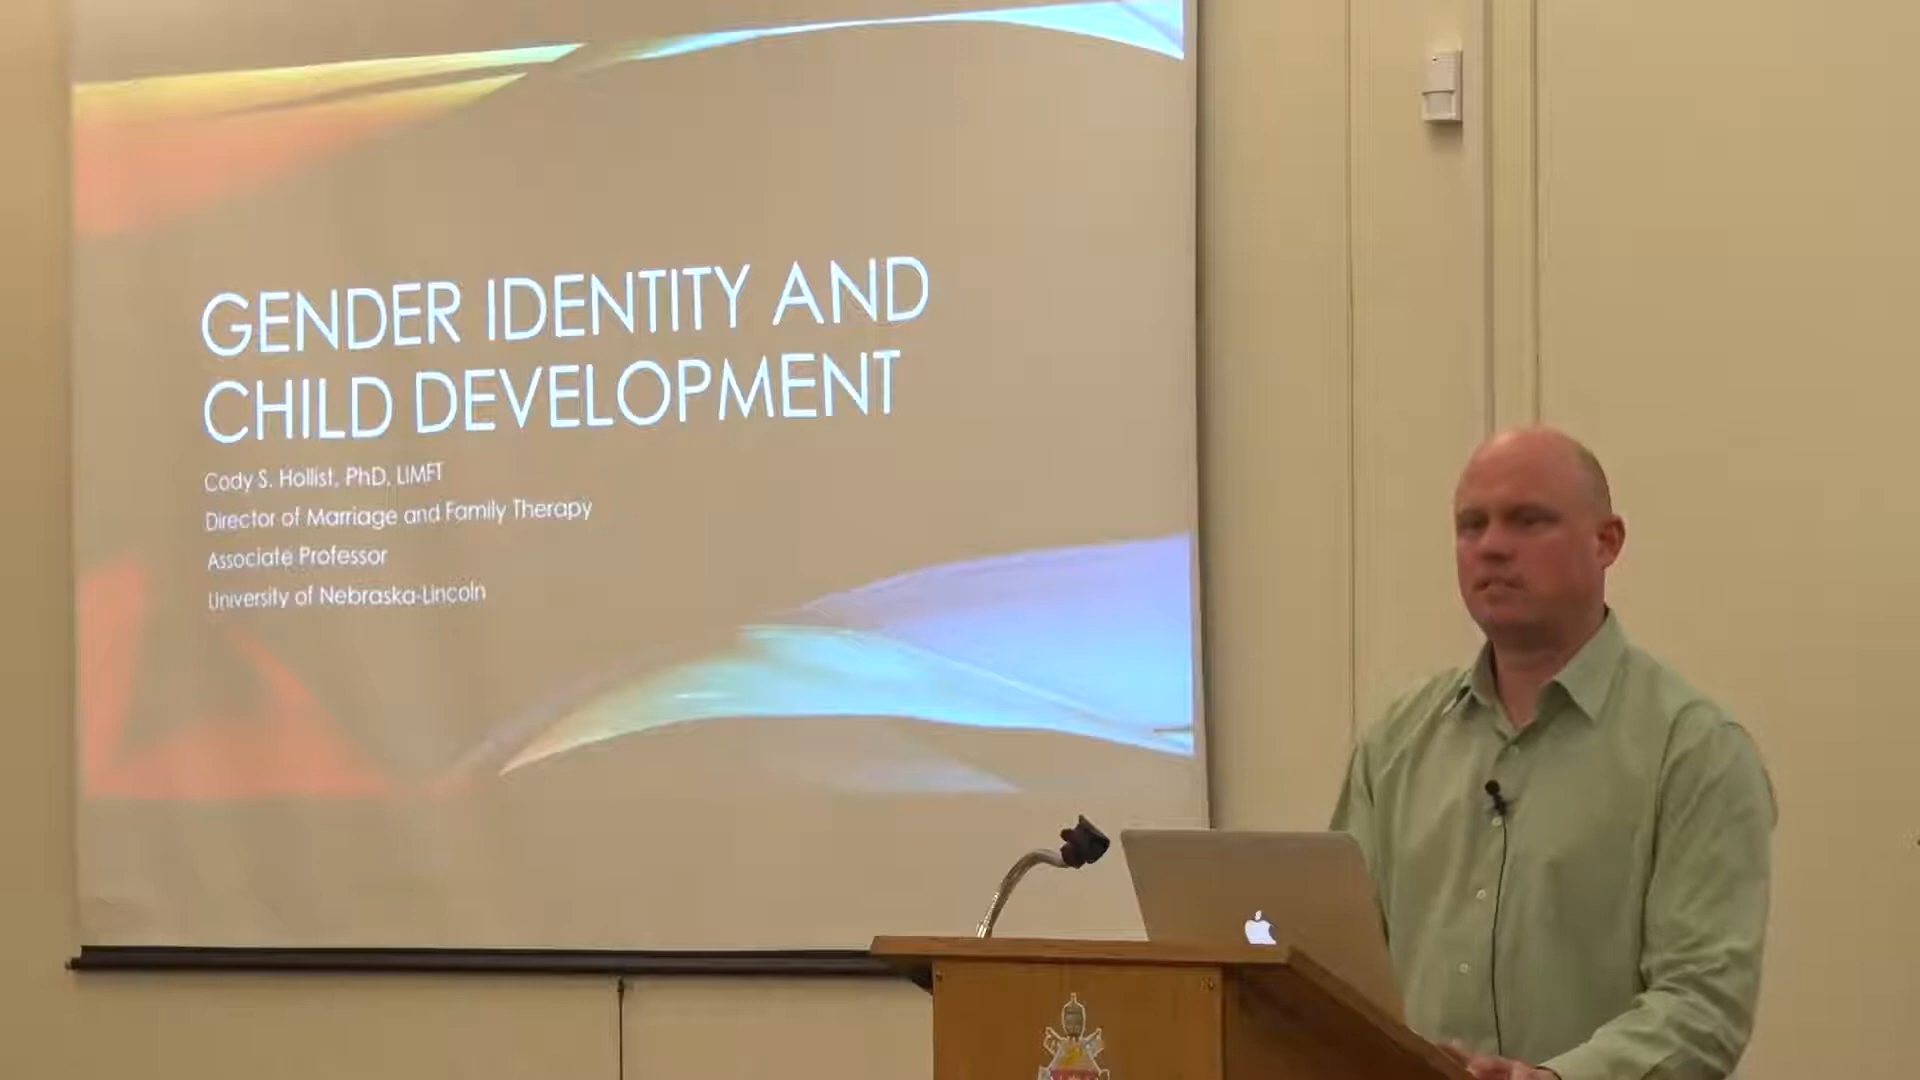 GENDER IDENTITY AND
CHILD DEVELOPMENT
Cody S. Hollist, PhD, LIMFT
Director of Marriage and Family Therapy
Associate Professor
University of Nebraska-Lincoln